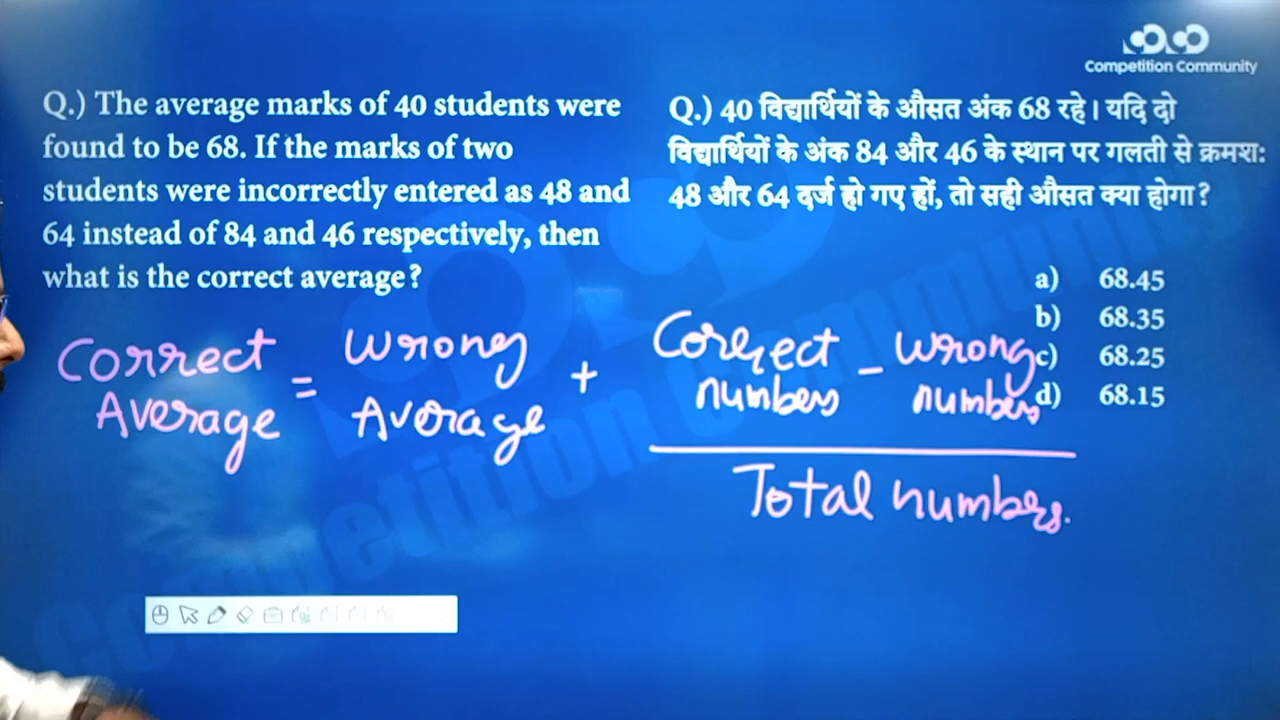 Competition Community
Q.) The average marks of 40 students were
found to be 68. If the marks of two
students were incorrectly entered as 48 and
64 instead of 84 and 46 respectively, then
what is the correct average?
Q.) 40 विद्यार्थियों के औसत अंक 68 रहे। यदि दो
विद्यार्थियों के अंक 84 और 46 के स्थान पर गलती से क्रमश:
48 और 64 दर्ज हो गए हों, तो सही औसत क्या होगा?
a) 68.45
b) 68.35
c) 68.25
d) 68.15
Correct Average = Wrong Average + Correct numbers - Wrong numbers
Total numbers.
Competition Community